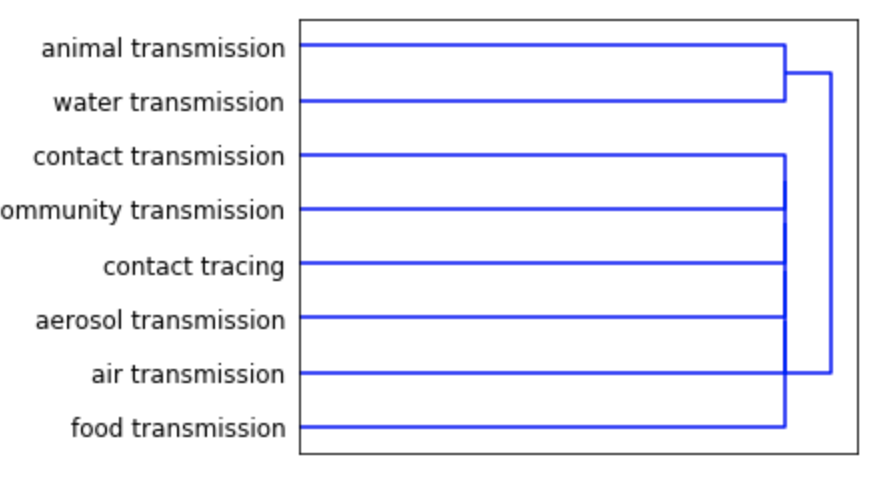 animal transmission
water transmission
contact transmission
ommunity transmission
contact tracing
aerosol transmission
air transmission
food transmission